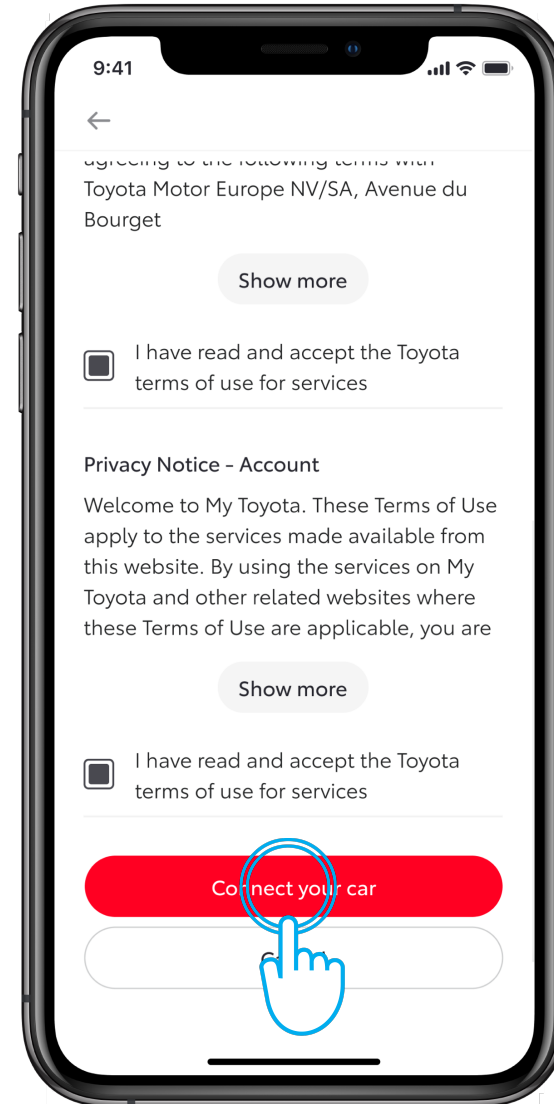 9:41
agreeing to the following terms with
Toyota Motor Europe NV/SA, Avenue du
Bourget
Show more
I have read and accept the Toyota
terms of use for services
Privacy Notice - Account
Welcome to My Toyota. These Terms of Use
apply to the services made available from
this website. By using the services on My
Toyota and other related websites where
these Terms of Use are applicable, you are
Show more
I have read and accept the Toyota
terms of use for services
Connect your car